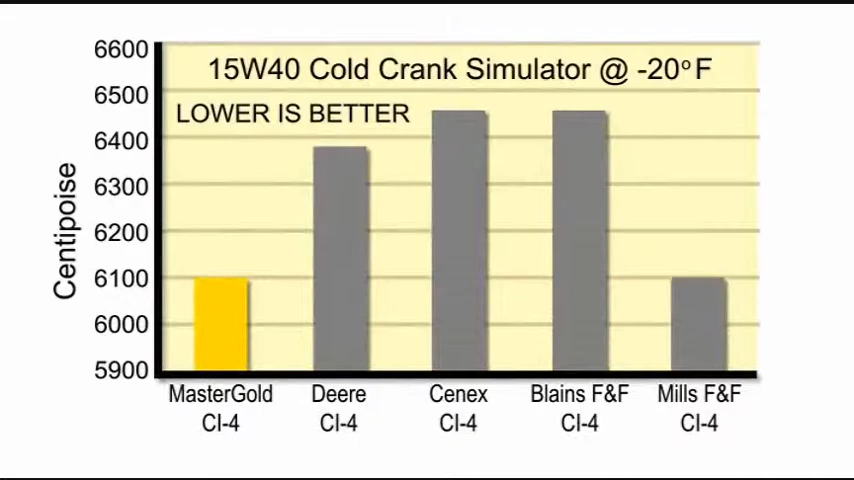 15W40 Cold Crank Simulator @ -20°F
LOWER IS BETTER
Centipoise
6600
6500
6400
6300
6200
6100
6000
5900
MasterGold CI-4
Deere CI-4
Cenex CI-4
Blains F&F CI-4
Mills F&F CI-4